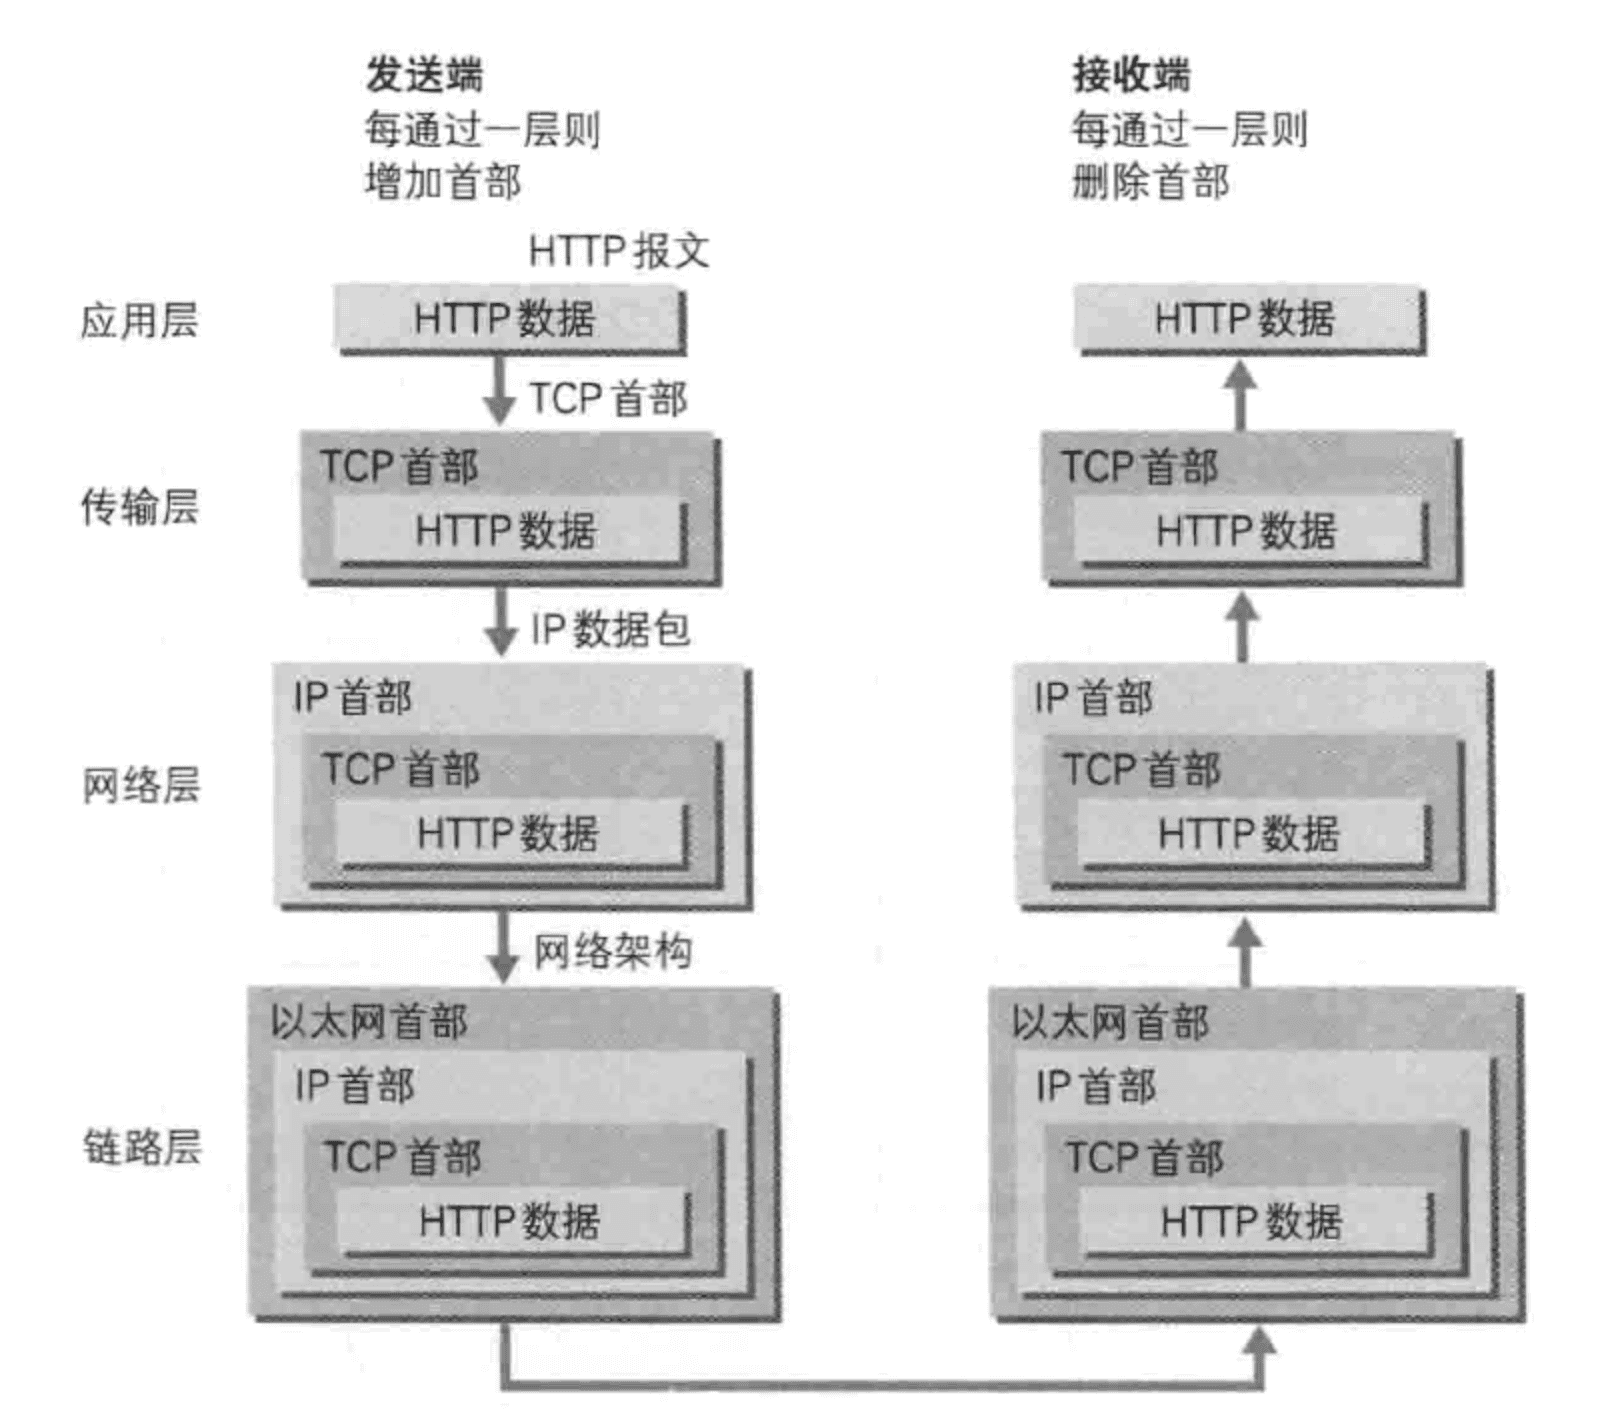 发送端
每通过一层则
增加首部
接收端
每通过一层则
删除首部
HTTP 报文
应用层
HTTP 数据
HTTP 数据
TCP 首部
传输层
TCP 首部
HTTP 数据
TCP 首部
HTTP 数据
IP 数据包
网络层
IP 首部
TCP 首部
HTTP 数据
IP 首部
TCP 首部
HTTP 数据
网络架构
链路层
以太网首部
IP 首部
TCP 首部
HTTP 数据
以太网首部
IP 首部
TCP 首部
HTTP 数据